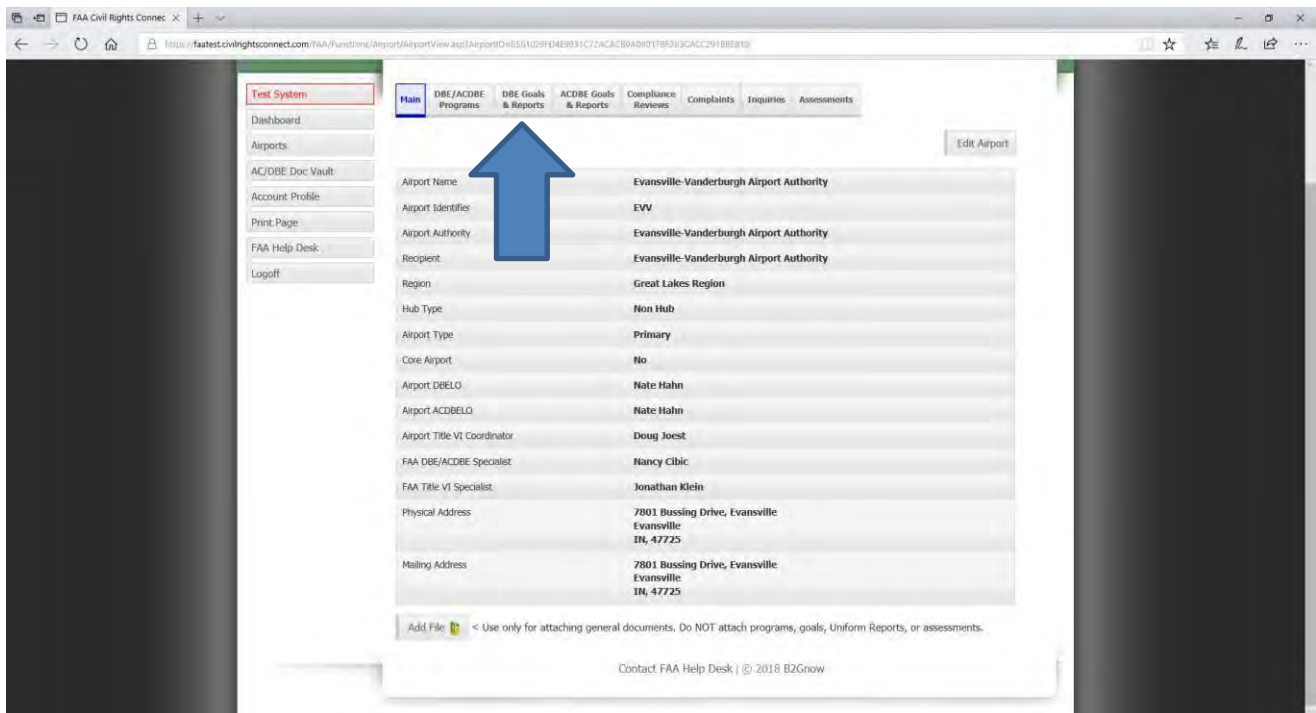 FAA Civil Rights Connec
faatest.civilrightsconnect.com
Test System
Dashboard
Airports
AC/DBE Doc Vault
Account Profile
Print Page
FAA Help Desk
Logoff
Main
DBE/ACDBE Programs
DBE Goals & Reports
ACDBE Goals & Reports
Compliance Reviews
Complaints
Inquiries
Assessments
Edit Airport
Airport Name Evansville-Vanderburgh Airport Authority
Airport Identifier EVV
Airport Authority Evansville-Vanderburgh Airport Authority
Recipient Evansville-Vanderburgh Airport Authority
Region Great Lakes Region
Hub Type Non Hub
Airport Type Primary
Core Airport No
Airport DBELO Nate Hahn
Airport ACDBELO Nate Hahn
Airport Title VI Coordinator Doug Joest
FAA DBE/ACDBE Specialist Nancy Cibic
FAA Title VI Specialist Jonathan Klein
Physical Address 7801 Bussing Drive, Evansville
Evansville
IN, 47725
Mailing Address 7801 Bussing Drive, Evansville
Evansville
IN, 47725
Add File < Use only for attaching general documents. Do NOT attach programs, goals, Uniform Reports, or assessments.
Contact FAA Help Desk | © 2018 B2Gnow